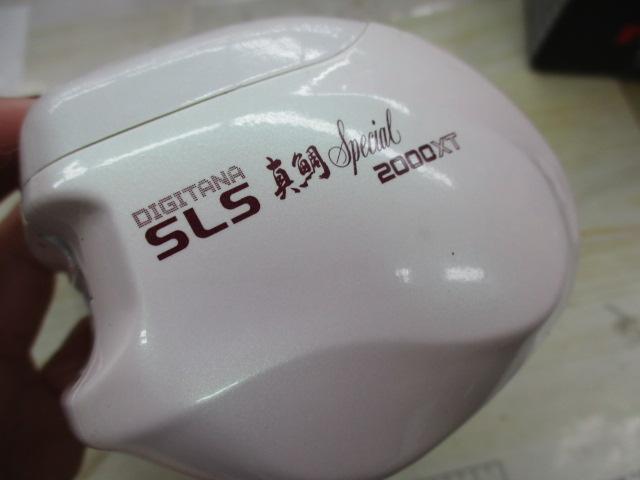 DIGITANA
SLS 真鯛 Special
2000XT